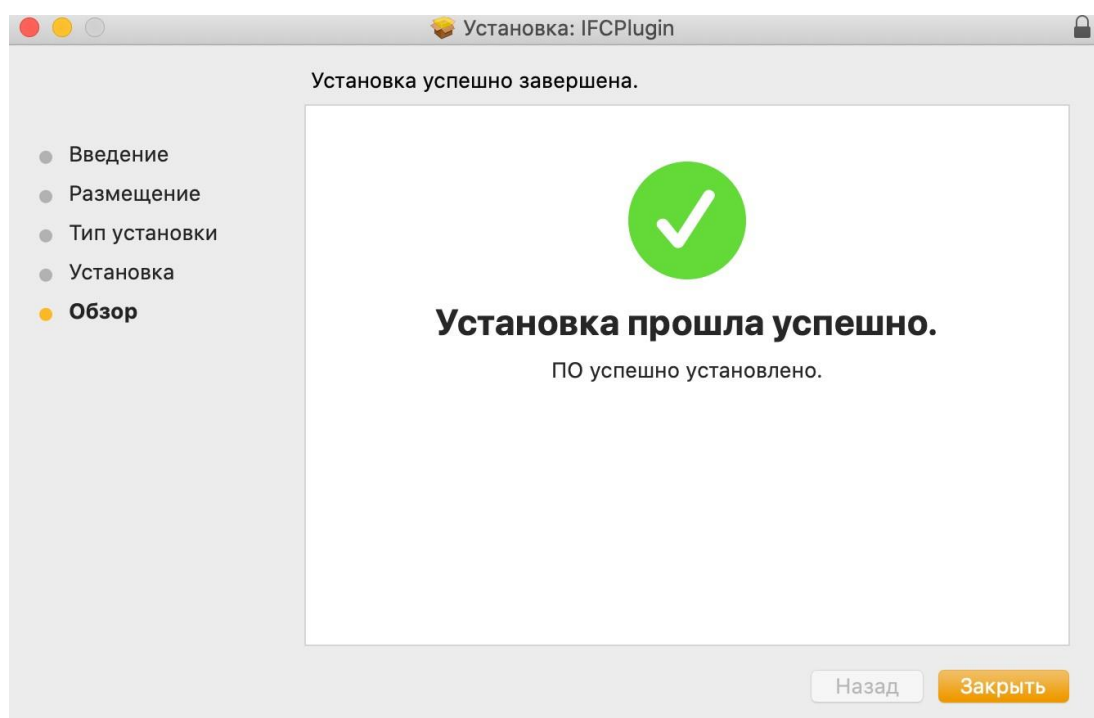 Установка: IFCPlugin
Установка успешно завершена.
Введение
Размещение
Тип установки
Установка
Обзор
Установка прошла успешно.
ПО успешно установлено.
Назад
Закрыть